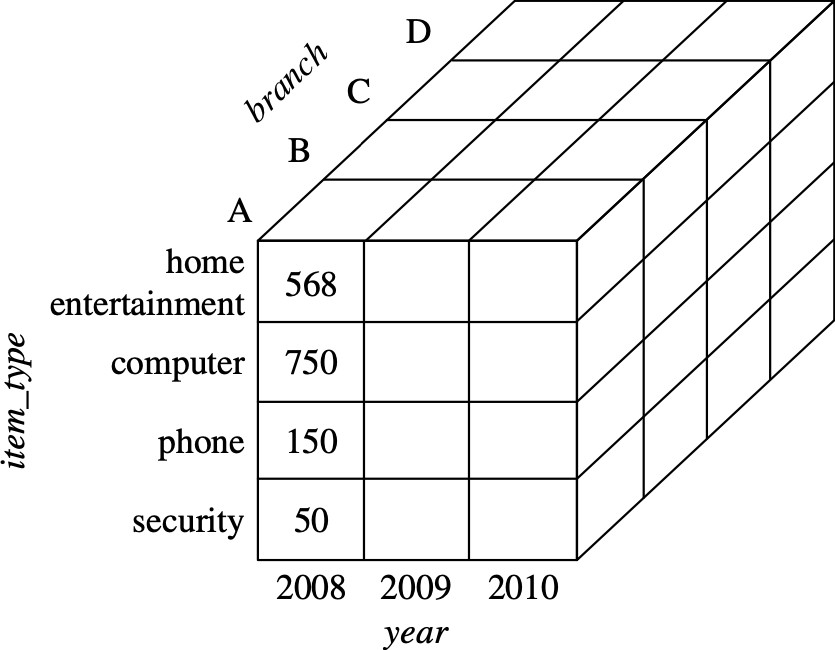 D
branch
C
B
A
home
entertainment
568
computer
750
phone
150
security
50
item_type
2008 2009 2010
year